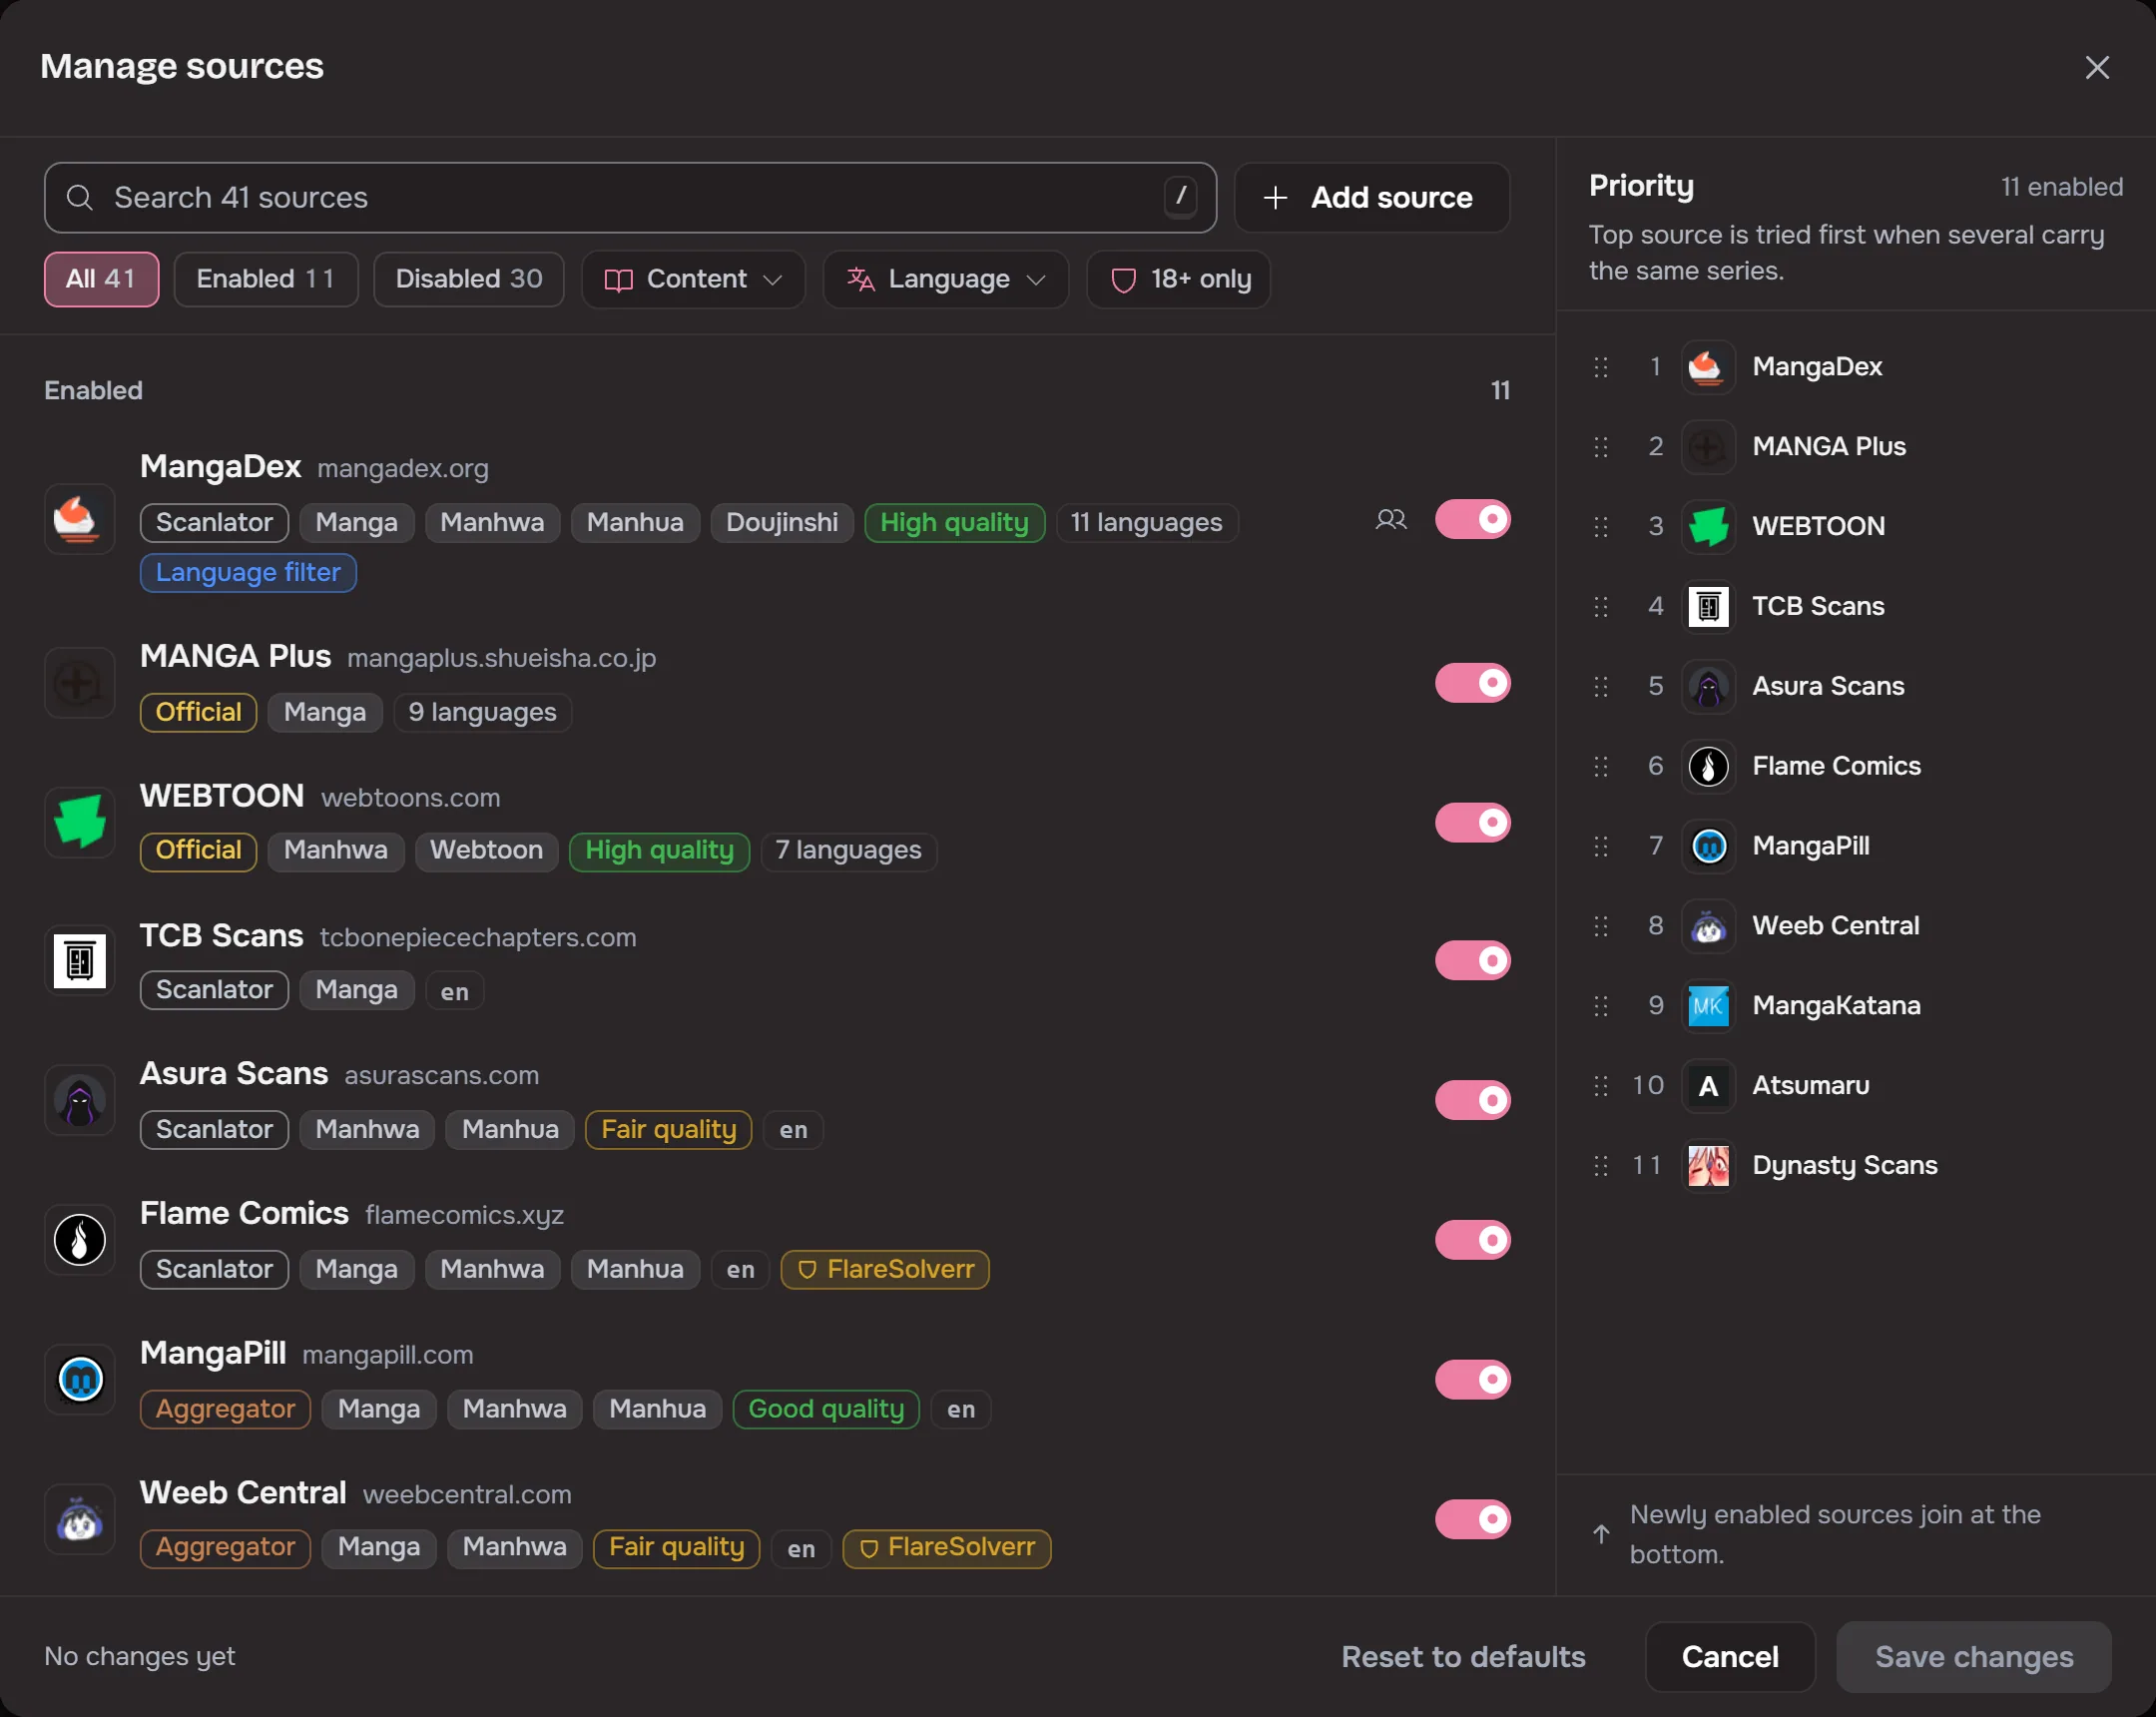 Manage sources
Search 41 sources /
Add source
All 41 Enabled 11 Disabled 30 Content Language 18+ only
Enabled 11
MangaDex mangadex.org
Scanlator Manga Manhwa Manhua Doujinshi High quality 11 languages
Language filter
MANGA Plus mangaplus.shueisha.co.jp
Official Manga 9 languages
WEBTOON webtoons.com
Official Manhwa Webtoon High quality 7 languages
TCB Scans tcbonepiecechapters.com
Scanlator Manga en
Asura Scans asurascans.com
Scanlator Manhwa Manhua Fair quality en
Flame Comics flamecomics.xyz
Scanlator Manga Manhwa Manhua en FlareSolverr
MangaPill mangapill.com
Aggregator Manga Manhwa Manhua Good quality en
Weeb Central weebcentral.com
Aggregator Manga Manhwa Fair quality en FlareSolverr
Priority 11 enabled
Top source is tried first when several carry
the same series.
1 MangaDex
2 MANGA Plus
3 WEBTOON
4 TCB Scans
5 Asura Scans
6 Flame Comics
7 MangaPill
8 Weeb Central
9 MK MangaKatana
10 A Atsumaru
11 Dynasty Scans
Newly enabled sources join at the
bottom.
No changes yet
Reset to defaults Cancel Save changes